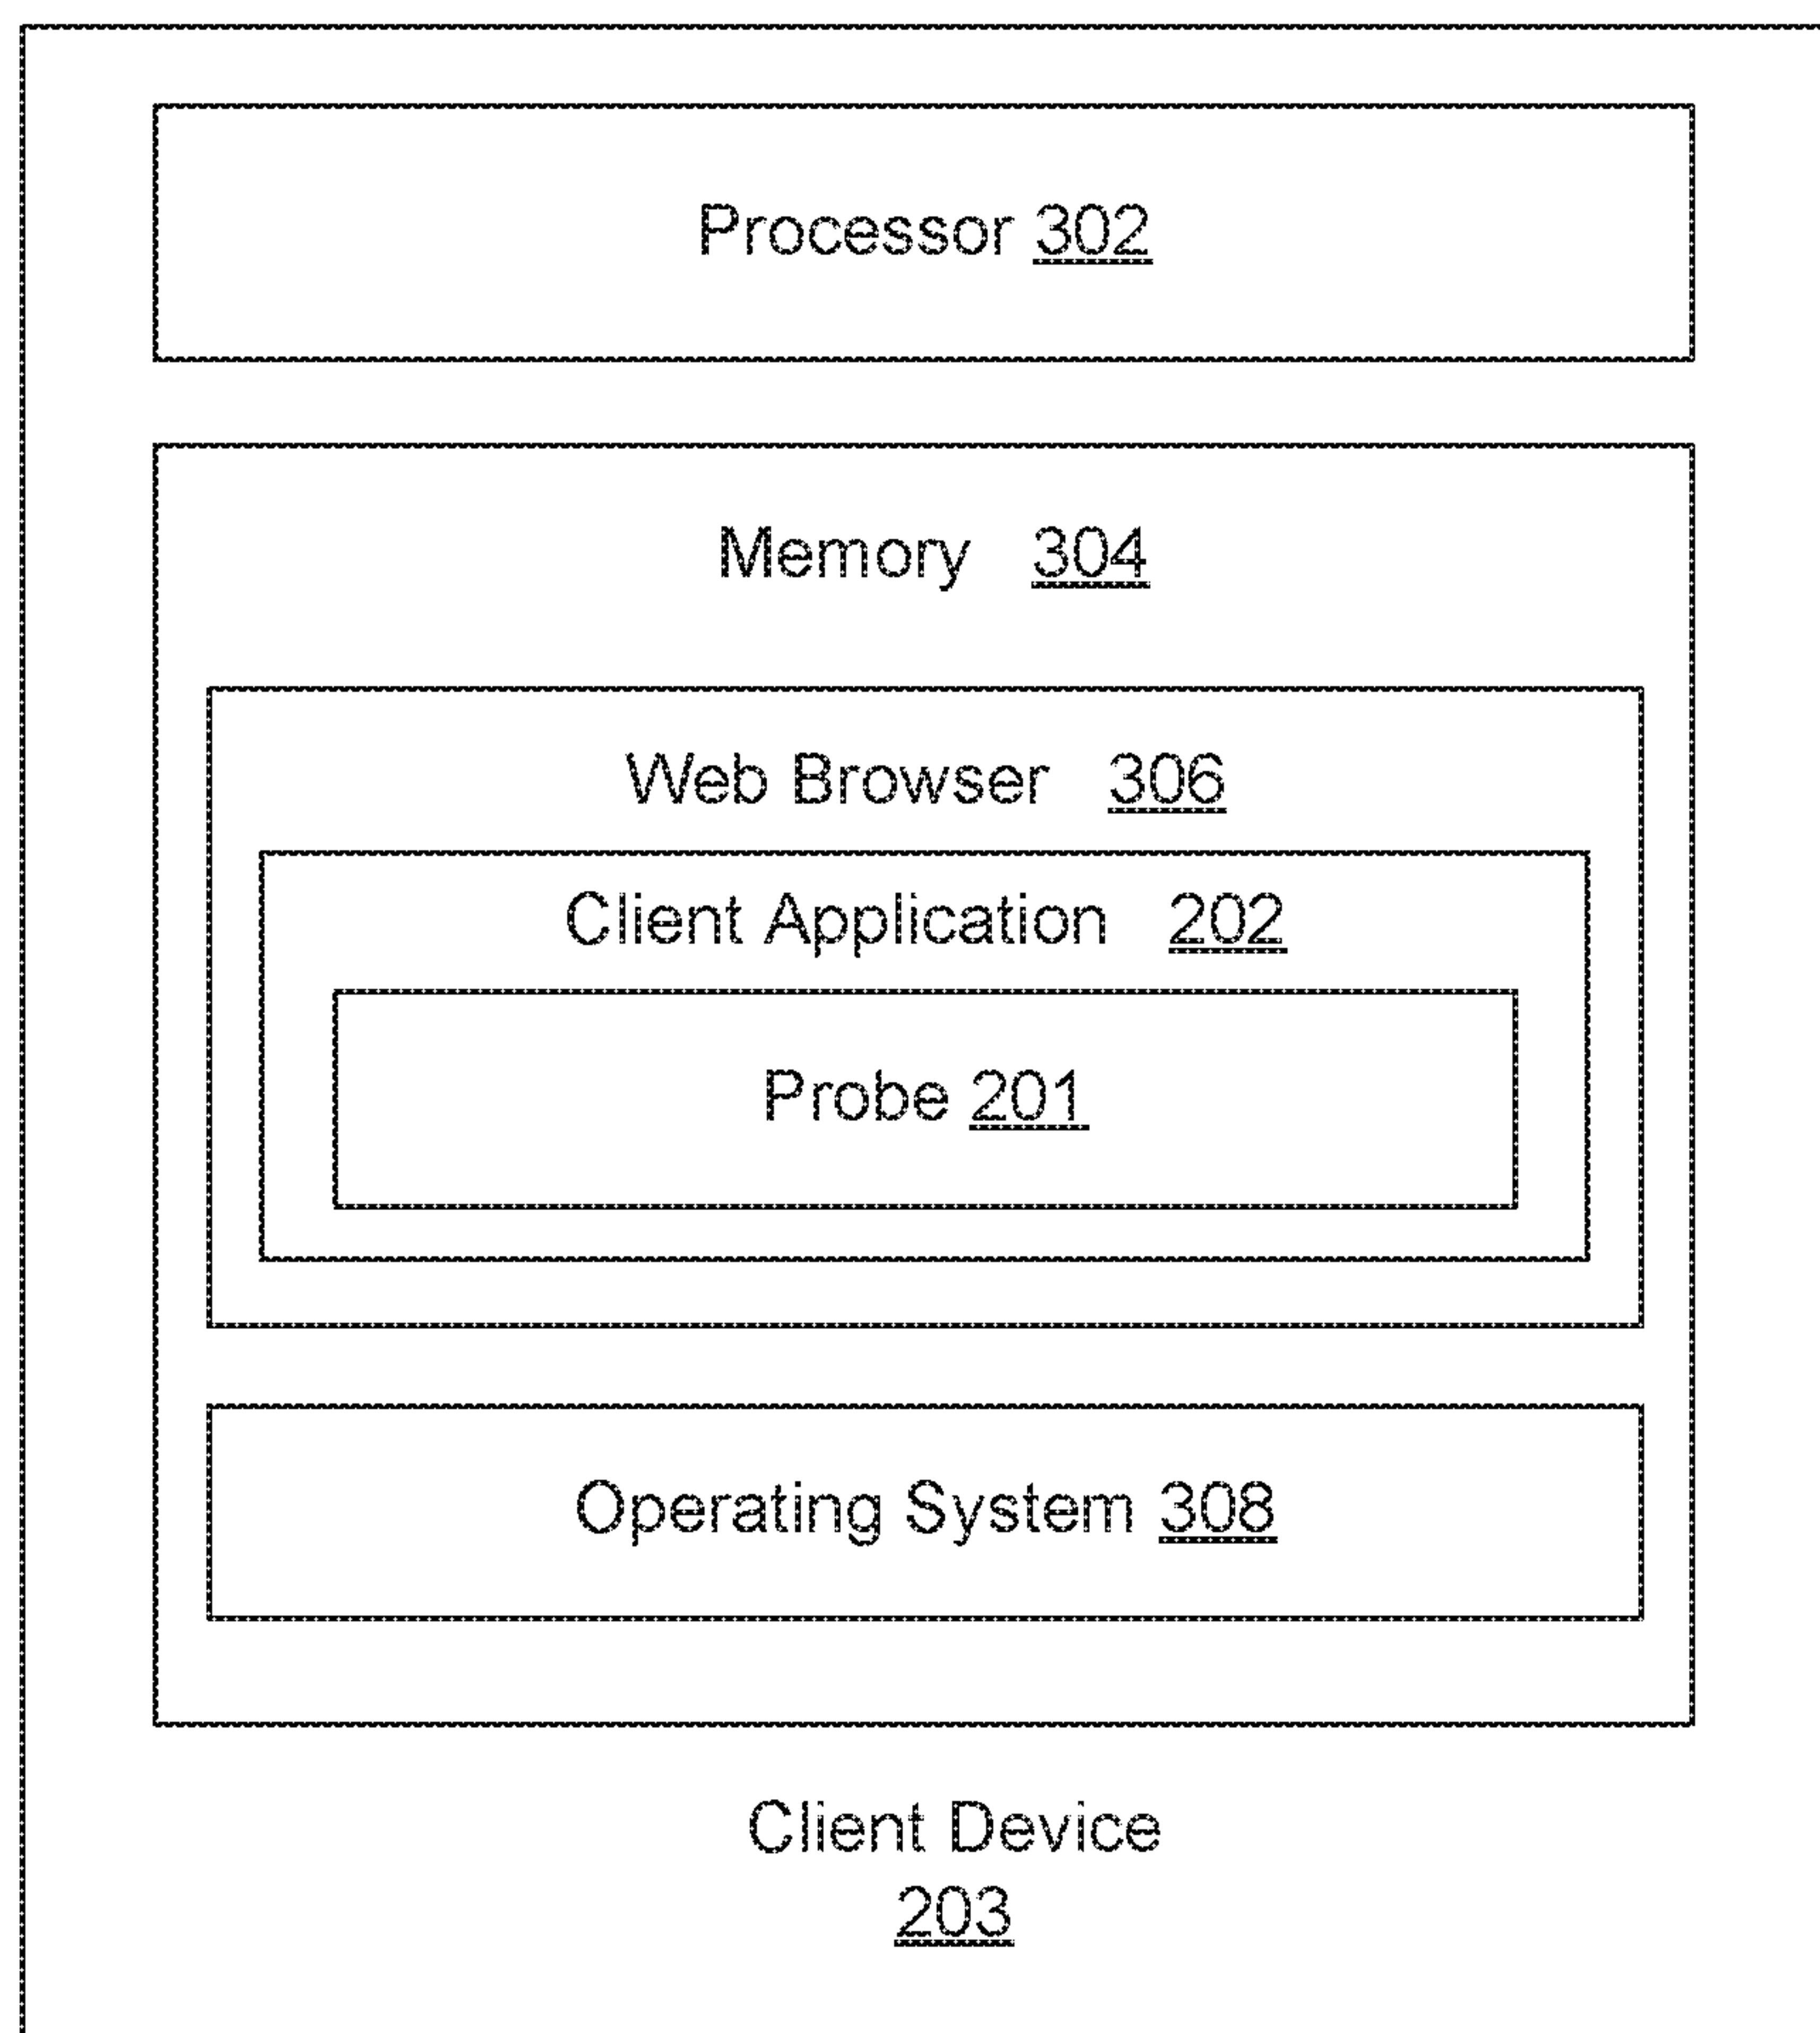 Processor 302
Memory 304
Web Browser 306
Client Application 202
Probe 201
Operating System 308
Client Device
203